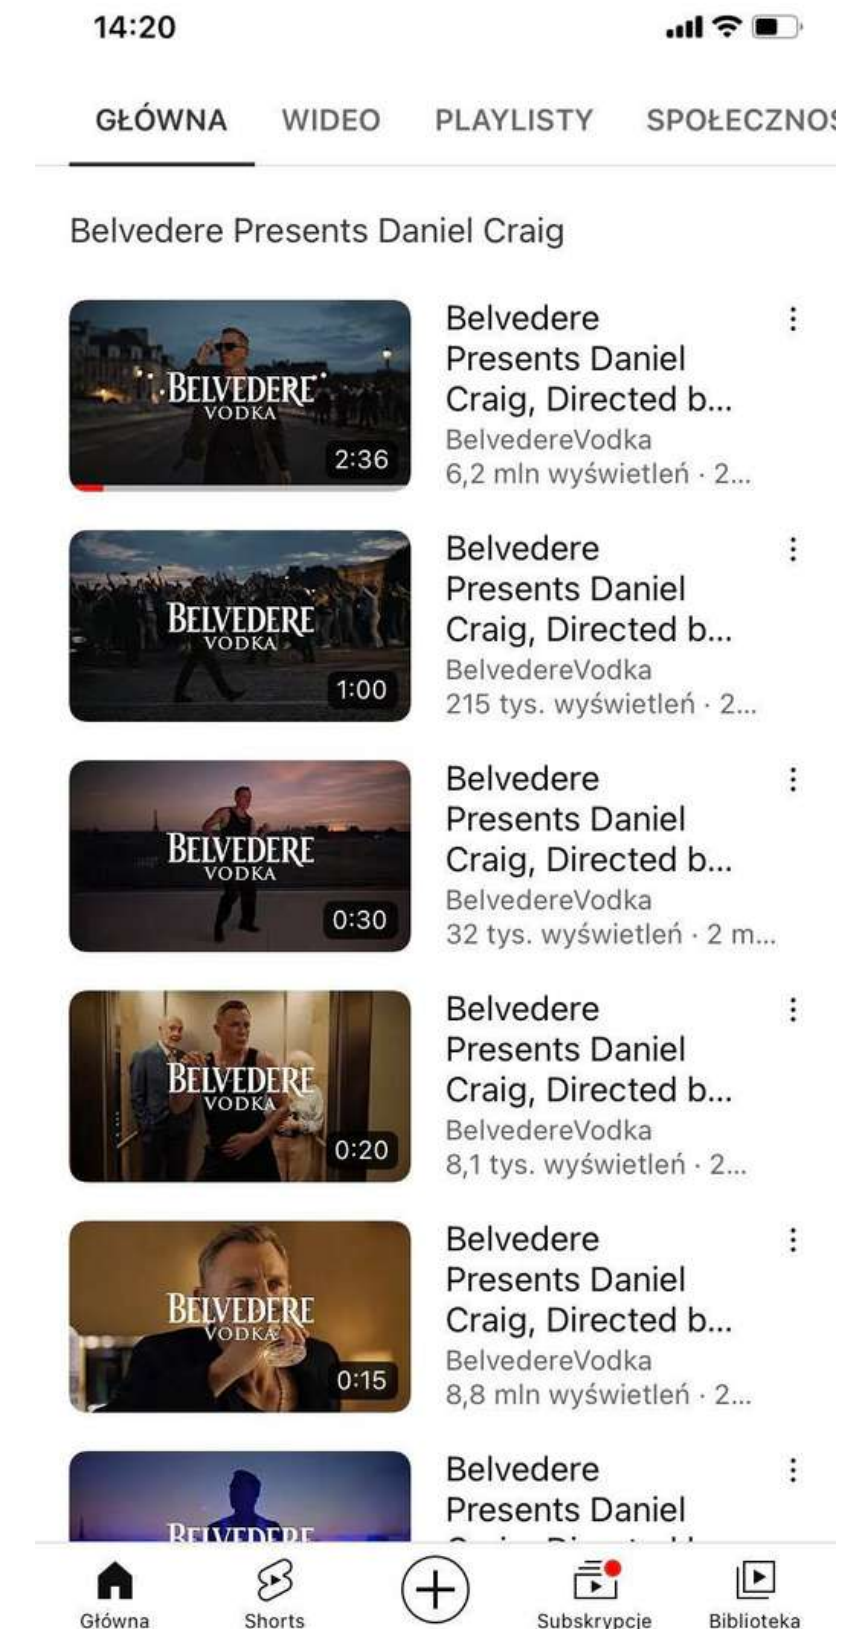 14:20
GŁÓWNA WIDEO PLAYLISTY SPOŁECZNOŚ
Belvedere Presents Daniel Craig
BELVEDERE
VODKA
2:36
Belvedere
Presents Daniel
Craig, Directed b...
BelvedereVodka
6,2 mln wyświetleń · 2...
BELVEDERE
VODKA
1:00
Belvedere
Presents Daniel
Craig, Directed b...
BelvedereVodka
215 tys. wyświetleń · 2...
BELVEDERE
VODKA
0:30
Belvedere
Presents Daniel
Craig, Directed b...
BelvedereVodka
32 tys. wyświetleń · 2 m...
BELVEDERE
VODKA
0:20
Belvedere
Presents Daniel
Craig, Directed b...
BelvedereVodka
8,1 tys. wyświetleń · 2...
BELVEDERE
VODKA
0:15
Belvedere
Presents Daniel
Craig, Directed b...
BelvedereVodka
8,8 mln wyświetleń · 2...
BELVEDERE
Belvedere
Presents Daniel
Główna Shorts Subskrypcje Biblioteka